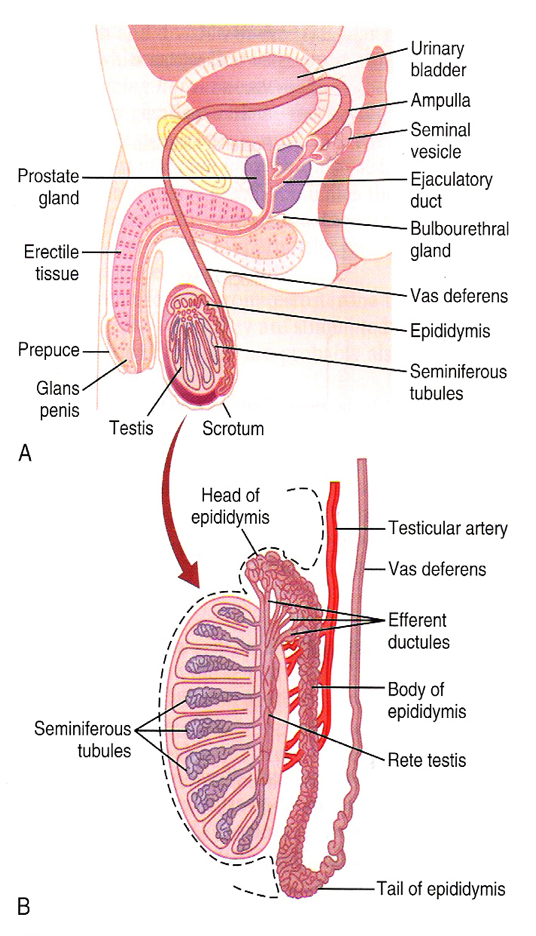 Urinary
bladder
Ampulla
Seminal
vesicle
Prostate
gland
Ejaculatory
duct
Bulbourethral
gland
Erectile
tissue
Vas deferens
Epididymis
Prepuce
Seminiferous
tubules
Glans
penis
Testis
Scrotum
A
Head of
epididymis
Testicular artery
Vas deferens
Efferent
ductules
Body of
epididymis
Seminiferous
tubules
Rete testis
Tail of epididymis
B